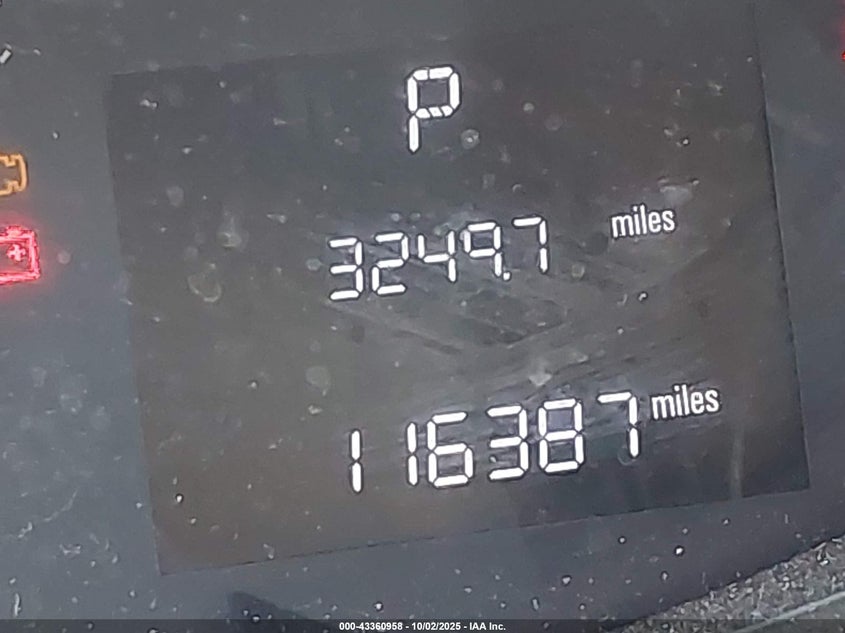 P
3249.7 miles
116387 miles
000-43360958 - 10/02/2025 - IAA Inc.